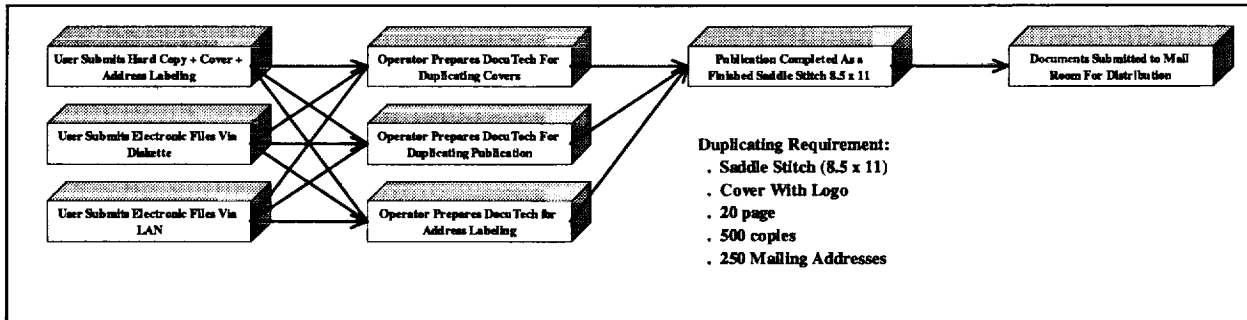 User Submits Hard Copy + Cover +
Address Labeling
Operator Prepares DocuTech For
Duplicating Covers
Publication Completed As a
Finished Saddle Stitch 8.5 x 11
Documents Submitted to Mail
Room For Distribution
User Submits Electronic Files Via
Diskette
Operator Prepares DocuTech For
Duplicating Publication
User Submits Electronic Files Via
LAN
Operator Prepares DocuTech for
Address Labeling
Duplicating Requirement:
. Saddle Stitch (8.5 x 11)
. Cover With Logo
. 20 page
. 500 copies
. 250 Mailing Addresses